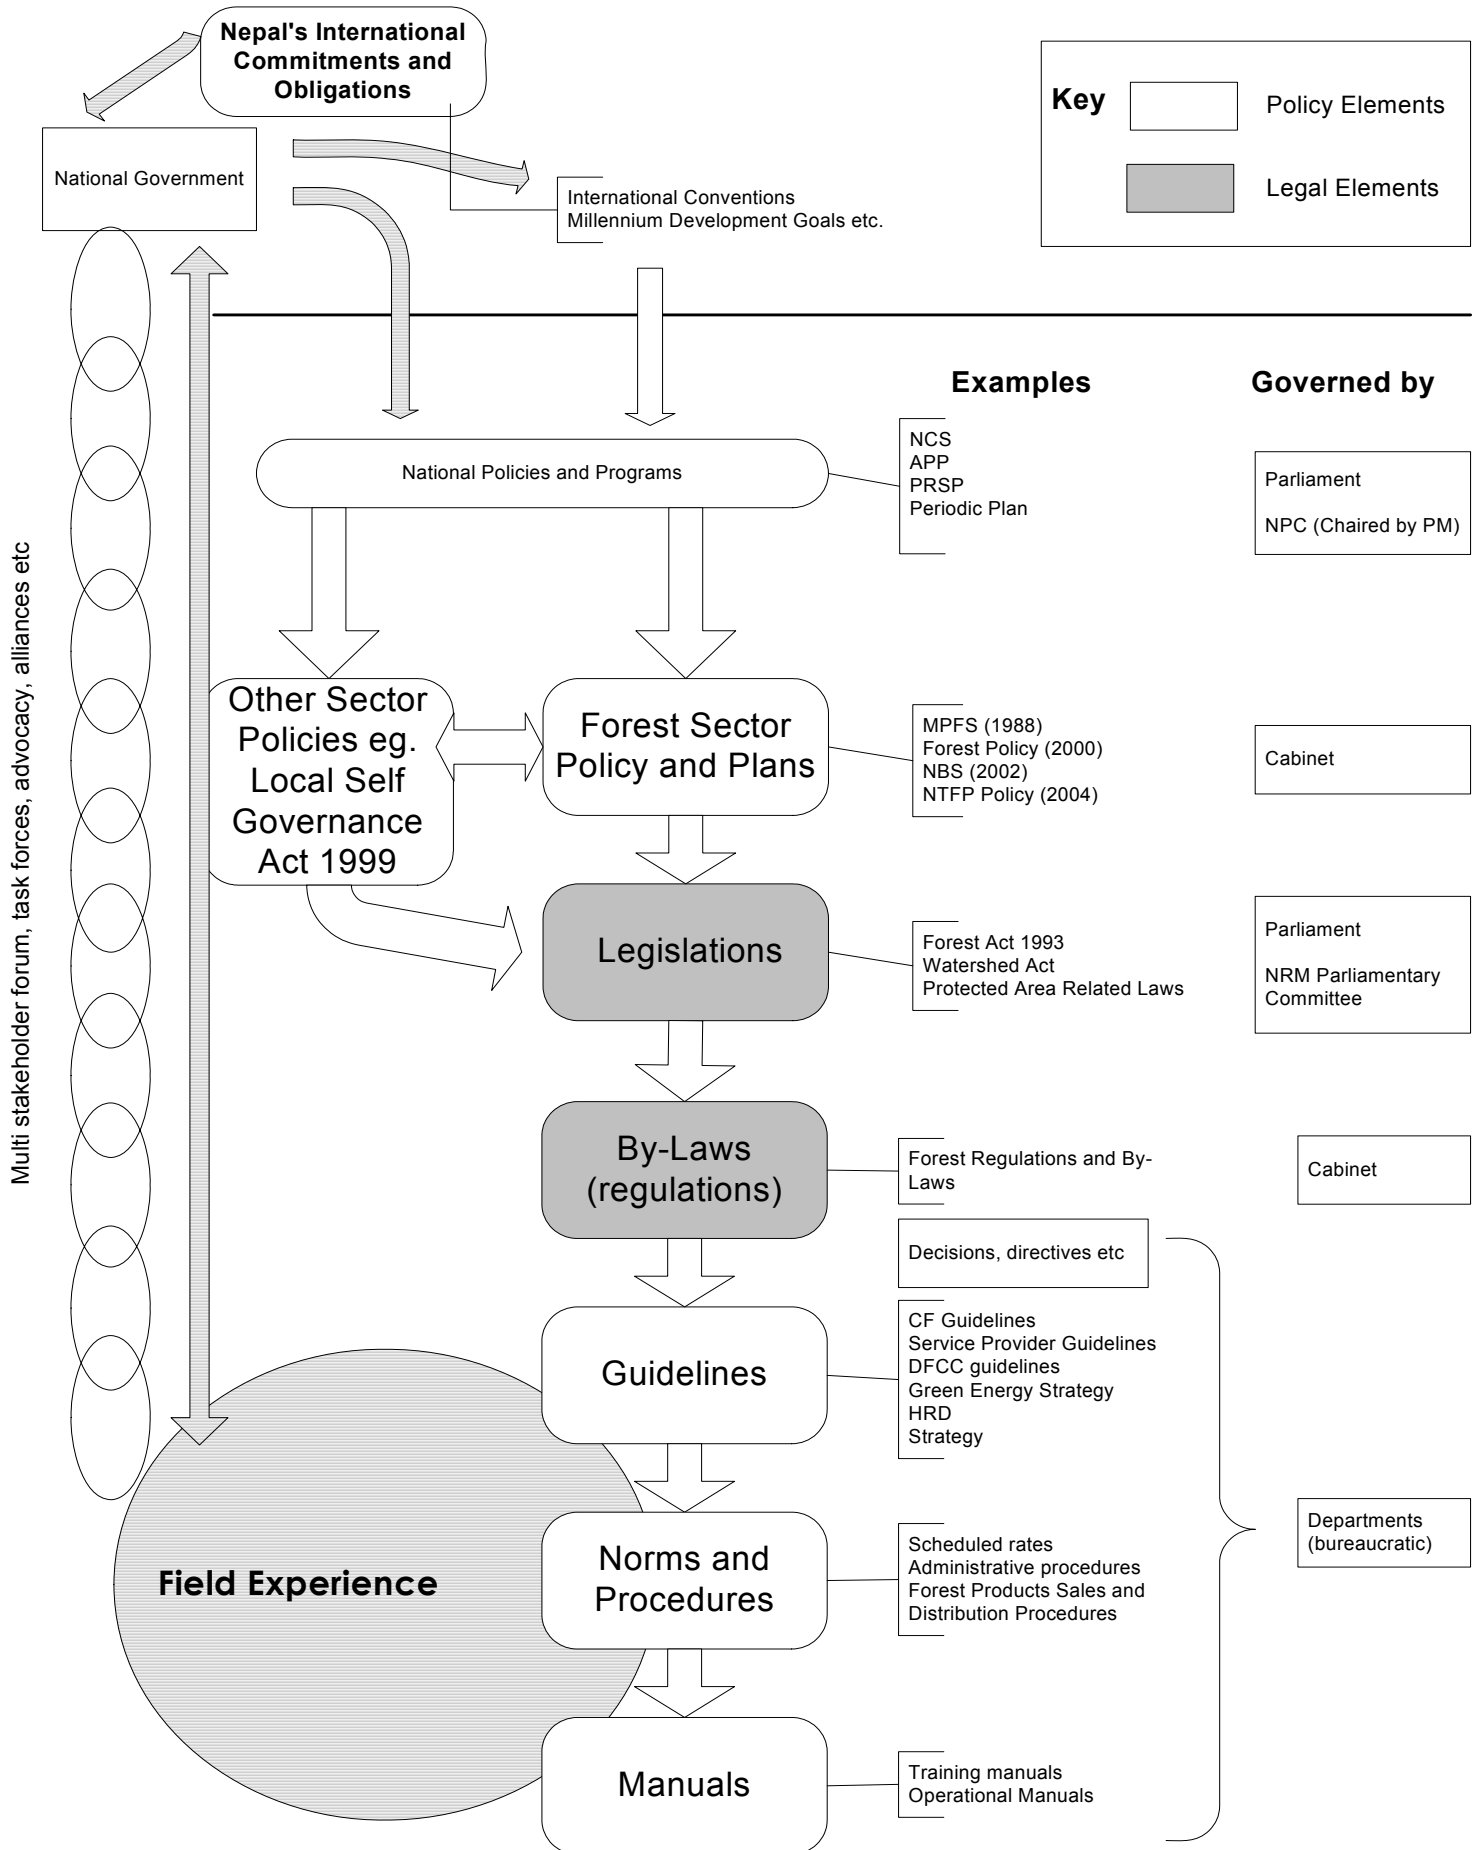 Nepal's International
Commitments and
Obligations
Key
Policy Elements
Legal Elements
National Government
International Conventions
Millennium Development Goals etc.
Examples
Governed by
National Policies and Programs
NCS
APP
PRSP
Periodic Plan
Parliament
NPC (Chaired by PM)
Multi stakeholder forum, task forces, advocacy, alliances etc
Other Sector
Policies eg.
Local Self
Governance
Act 1999
Forest Sector
Policy and Plans
MPFS (1988)
Forest Policy (2000)
NBS (2002)
NTFP Policy (2004)
Cabinet
Legislations
Forest Act 1993
Watershed Act
Protected Area Related Laws
Parliament
NRM Parliamentary
Committee
By-Laws
(regulations)
Forest Regulations and By-
Laws
Cabinet
Decisions, directives etc
Guidelines
CF Guidelines
Service Provider Guidelines
DFCC guidelines
Green Energy Strategy
HRD
Strategy
Field Experience
Norms and
Procedures
Scheduled rates
Administrative procedures
Forest Products Sales and
Distribution Procedures
Departments
(bureaucratic)
Manuals
Training manuals
Operational Manuals